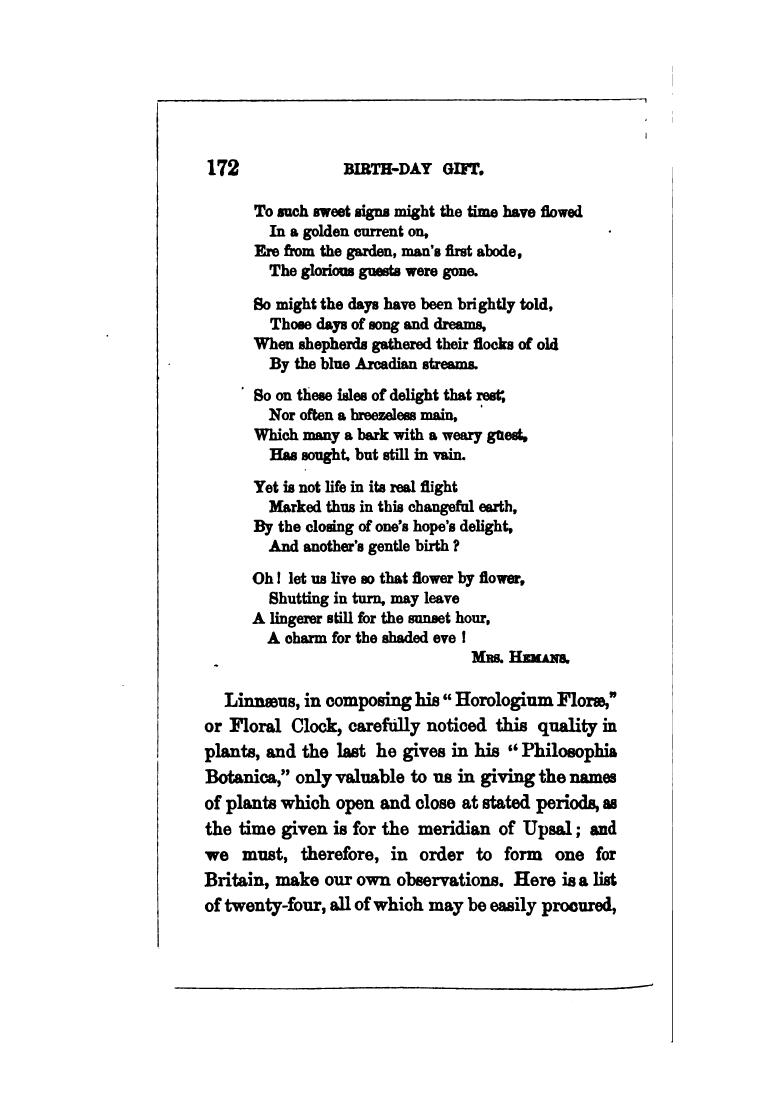 172 BIRTH-DAY GIFT.
To such sweet signs might the time have flowed
In a golden current on,
Ere from the garden, man's first abode,
The glorious guests were gone.
So might the days have been brightly told,
Those days of song and dreams,
When shepherds gathered their flocks of old
By the blue Arcadian streams.
So on these isles of delight that rest;
Nor often a breezeless main,
Which many a bark with a weary guest,
Has sought, but still in vain.
Yet is not life in its real flight
Marked thus in this changeful earth,
By the closing of one's hope's delight,
And another's gentle birth ?
Oh ! let us live so that flower by flower,
Shutting in turn, may leave
A lingerer still for the sunset hour,
A charm for the shaded eve !
MRS. HEMANS.
Linnæus, in composing his "Horologium Floræ,"
or Floral Clock, carefully noticed this quality in
plants, and the last he gives in his "Philosophia
Botanica," only valuable to us in giving the names
of plants which open and close at stated periods, as
the time given is for the meridian of Upsal ; and
we must, therefore, in order to form one for
Britain, make our own observations. Here is a list
of twenty-four, all of which may be easily procured,